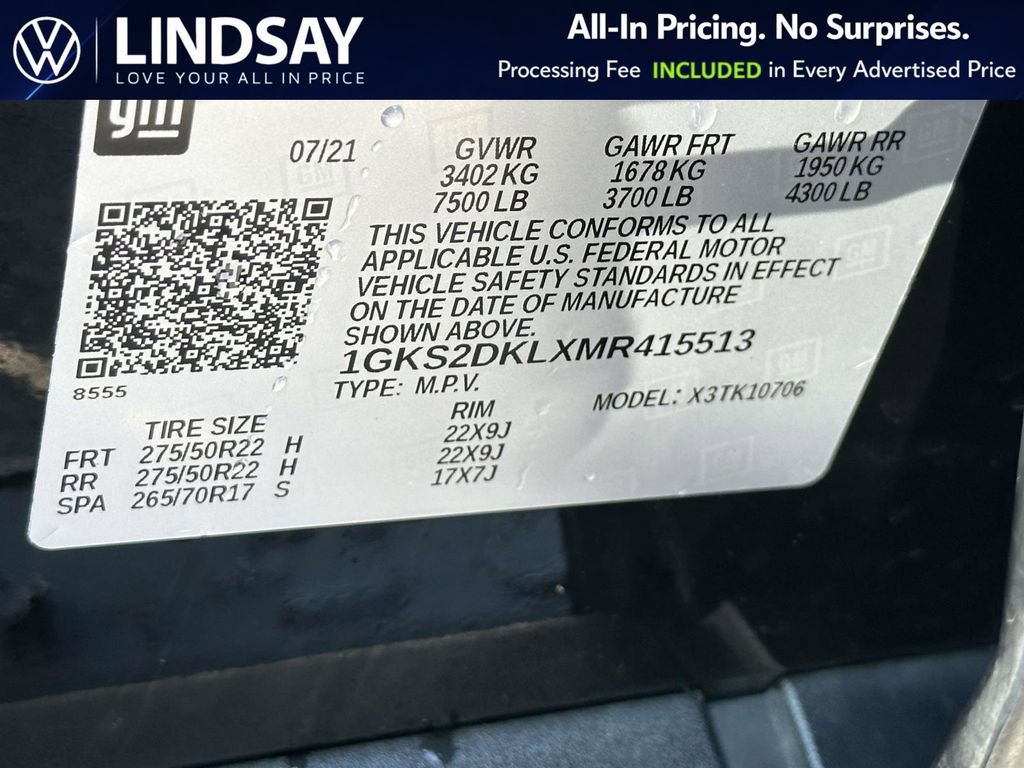 LINDSAY
LOVE YOUR ALL IN PRICE
All-In Pricing. No Surprises.
Processing Fee INCLUDED in Every Advertised Price
gm
07/21
GVWR
3402 KG
7500 LB
GAWR FRT
1678 KG
3700 LB
GAWR RR
1950 KG
4300 LB
THIS VEHICLE CONFORMS TO ALL
APPLICABLE U.S. FEDERAL MOTOR
VEHICLE SAFETY STANDARDS IN EFFECT
ON THE DATE OF MANUFACTURE
SHOWN ABOVE.
1GKS2DKLXMR415513
8555
TYPE: M.P.V.
MODEL: X3TK10706
TIRE SIZE RIM
FRT 275/50R22 H 22X9J
RR 275/50R22 H 22X9J
SPA 265/70R17 S 17X7J